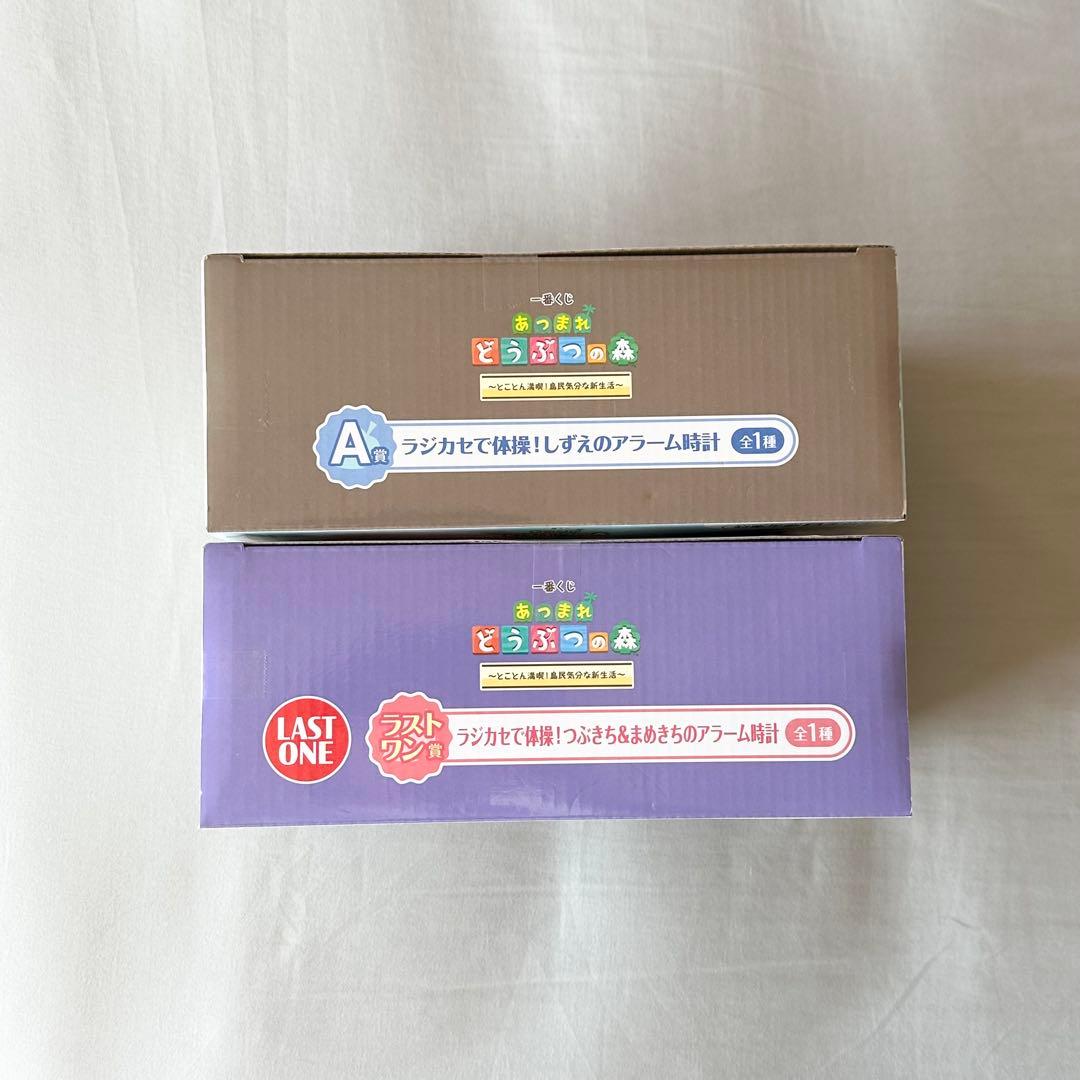 一番くじ
あつまれ
どうぶつの森
～とことん満喫！島民気分な新生活～
A賞
ラジカセで体操！しずえのアラーム時計
全1種
一番くじ
あつまれ
どうぶつの森
～とことん満喫！島民気分な新生活～
LAST
ONE
ラスト
ワン賞
ラジカセで体操！つぶきち&まめきちのアラーム時計
全1種